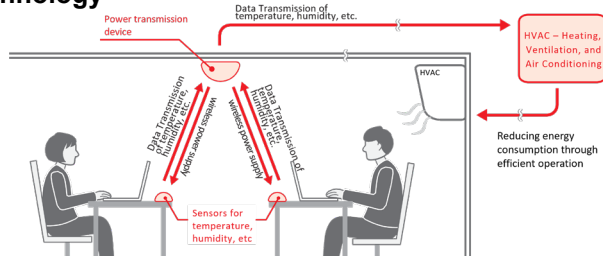 Power transmission
device
Data Transmission of
temperature, humidity, etc.
HVAC – Heating,
Ventilation, and
Air Conditioning
HVAC
Data Transmission
of temperature,
humidity, etc.
wireless power
supply
Data Transmission of
temperature,
humidity, etc.
wireless power supply
Reducing energy
consumption through
efficient operation
Sensors for
temperature,
humidity, etc